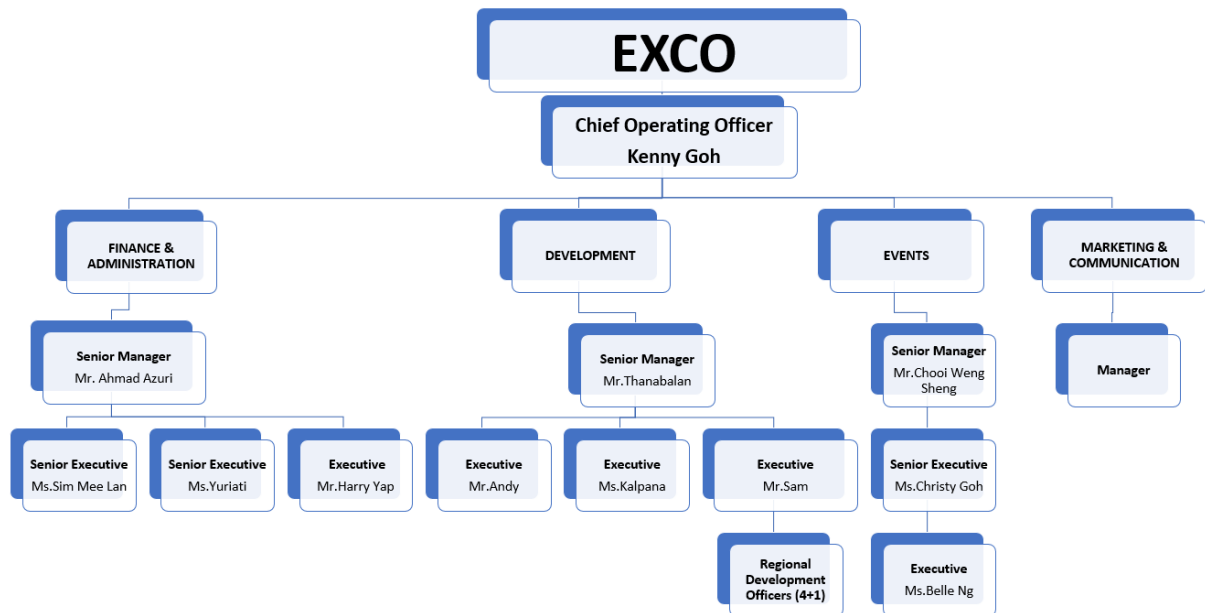 EXCO
Chief Operating Officer
Kenny Goh
FINANCE &
ADMINISTRATION
DEVELOPMENT
EVENTS
MARKETING &
COMMUNICATION
Senior Manager
Mr. Ahmad Azuri
Senior Manager
Mr.Thanabalan
Senior Manager
Mr.Chooi Weng
Sheng
Manager
Senior Executive
Ms.Sim Mee Lan
Senior Executive
Ms.Yuriati
Executive
Mr.Harry Yap
Executive
Mr.Andy
Executive
Ms.Kalpana
Executive
Mr.Sam
Senior Executive
Ms.Christy Goh
Regional
Development
Officers (4+1)
Executive
Ms.Belle Ng